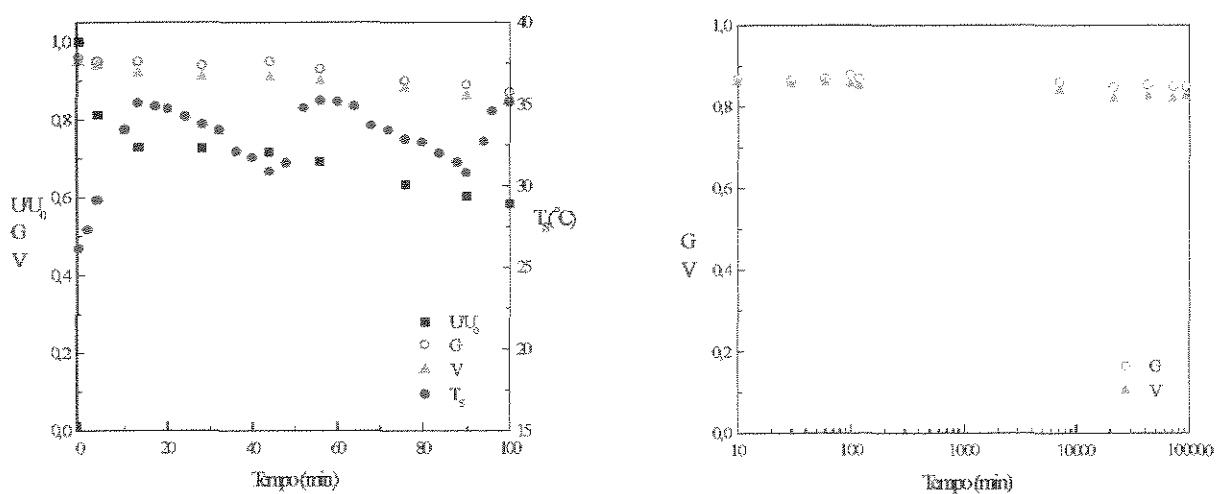 1,0
0,8
0,6
0,4
0,2
0,0
U/U0
G
V
40
35
30
25
20
15
TS(°C)
U/U0
G
V
TS
0 20 40 60 80 100
Tempo (min)
1,0
0,8
0,6
0,4
0,2
0,0
G
V
G
V
10 100 1000 10000 100000
Tempo (min)